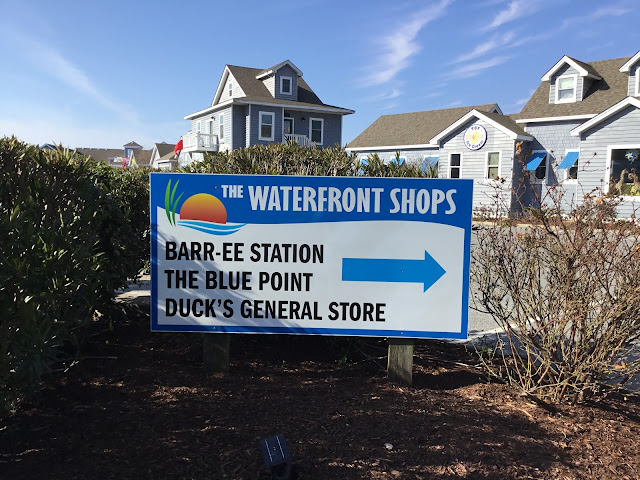 THE WATERFRONT SHOPS
BARR-EE STATION
THE BLUE POINT
DUCK'S GENERAL STORE